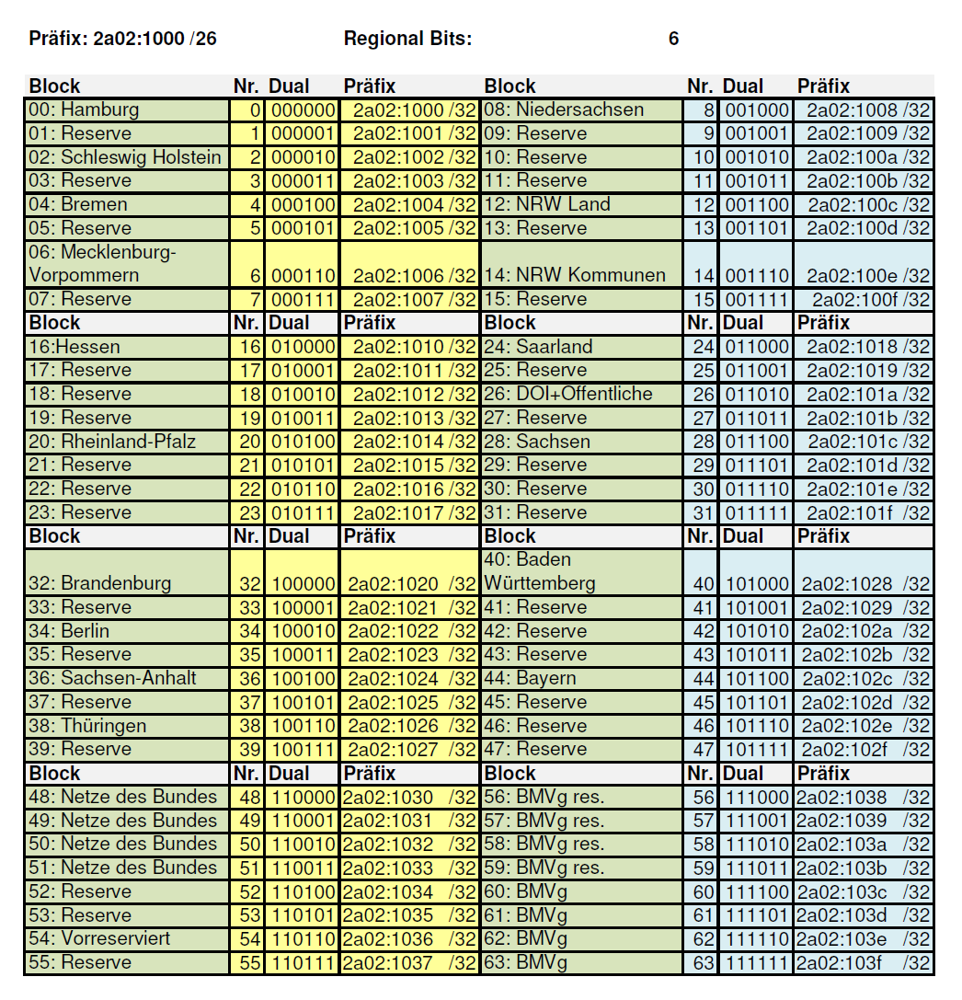 Präfix: 2a02:1000 /26 Regional Bits: 6
Block Nr. Dual Präfix Block Nr. Dual Präfix
00: Hamburg 0 000000 2a02:1000 /32 08: Niedersachsen 8 001000 2a02:1008 /32
01: Reserve 1 000001 2a02:1001 /32 09: Reserve 9 001001 2a02:1009 /32
02: Schleswig Holstein 2 000010 2a02:1002 /32 10: Reserve 10 001010 2a02:100a /32
03: Reserve 3 000011 2a02:1003 /32 11: Reserve 11 001011 2a02:100b /32
04: Bremen 4 000100 2a02:1004 /32 12: NRW Land 12 001100 2a02:100c /32
05: Reserve 5 000101 2a02:1005 /32 13: Reserve 13 001101 2a02:100d /32
06: Mecklenburg-
Vorpommern 6 000110 2a02:1006 /32 14: NRW Kommunen 14 001110 2a02:100e /32
07: Reserve 7 000111 2a02:1007 /32 15: Reserve 15 001111 2a02:100f /32
Block Nr. Dual Präfix Block Nr. Dual Präfix
16:Hessen 16 010000 2a02:1010 /32 24: Saarland 24 011000 2a02:1018 /32
17: Reserve 17 010001 2a02:1011 /32 25: Reserve 25 011001 2a02:1019 /32
18: Reserve 18 010010 2a02:1012 /32 26: DOI+Öffentliche 26 011010 2a02:101a /32
19: Reserve 19 010011 2a02:1013 /32 27: Reserve 27 011011 2a02:101b /32
20: Rheinland-Pfalz 20 010100 2a02:1014 /32 28: Sachsen 28 011100 2a02:101c /32
21: Reserve 21 010101 2a02:1015 /32 29: Reserve 29 011101 2a02:101d /32
22: Reserve 22 010110 2a02:1016 /32 30: Reserve 30 011110 2a02:101e /32
23: Reserve 23 010111 2a02:1017 /32 31: Reserve 31 011111 2a02:101f /32
Block Nr. Dual Präfix Block Nr. Dual Präfix
40: Baden
32: Brandenburg 32 100000 2a02:1020 /32 Württemberg 40 101000 2a02:1028 /32
33: Reserve 33 100001 2a02:1021 /32 41: Reserve 41 101001 2a02:1029 /32
34: Berlin 34 100010 2a02:1022 /32 42: Reserve 42 101010 2a02:102a /32
35: Reserve 35 100011 2a02:1023 /32 43: Reserve 43 101011 2a02:102b /32
36: Sachsen-Anhalt 36 100100 2a02:1024 /32 44: Bayern 44 101100 2a02:102c /32
37: Reserve 37 100101 2a02:1025 /32 45: Reserve 45 101101 2a02:102d /32
38: Thüringen 38 100110 2a02:1026 /32 46: Reserve 46 101110 2a02:102e /32
39: Reserve 39 100111 2a02:1027 /32 47: Reserve 47 101111 2a02:102f /32
Block Nr. Dual Präfix Block Nr. Dual Präfix
48: Netze des Bundes 48 110000 2a02:1030 /32 56: BMVg res. 56 111000 2a02:1038 /32
49: Netze des Bundes 49 110001 2a02:1031 /32 57: BMVg res. 57 111001 2a02:1039 /32
50: Netze des Bundes 50 110010 2a02:1032 /32 58: BMVg res. 58 111010 2a02:103a /32
51: Netze des Bundes 51 110011 2a02:1033 /32 59: BMVg res. 59 111011 2a02:103b /32
52: Reserve 52 110100 2a02:1034 /32 60: BMVg 60 111100 2a02:103c /32
53: Reserve 53 110101 2a02:1035 /32 61: BMVg 61 111101 2a02:103d /32
54: Vorreserviert 54 110110 2a02:1036 /32 62: BMVg 62 111110 2a02:103e /32
55: Reserve 55 110111 2a02:1037 /32 63: BMVg 63 111111 2a02:103f /32